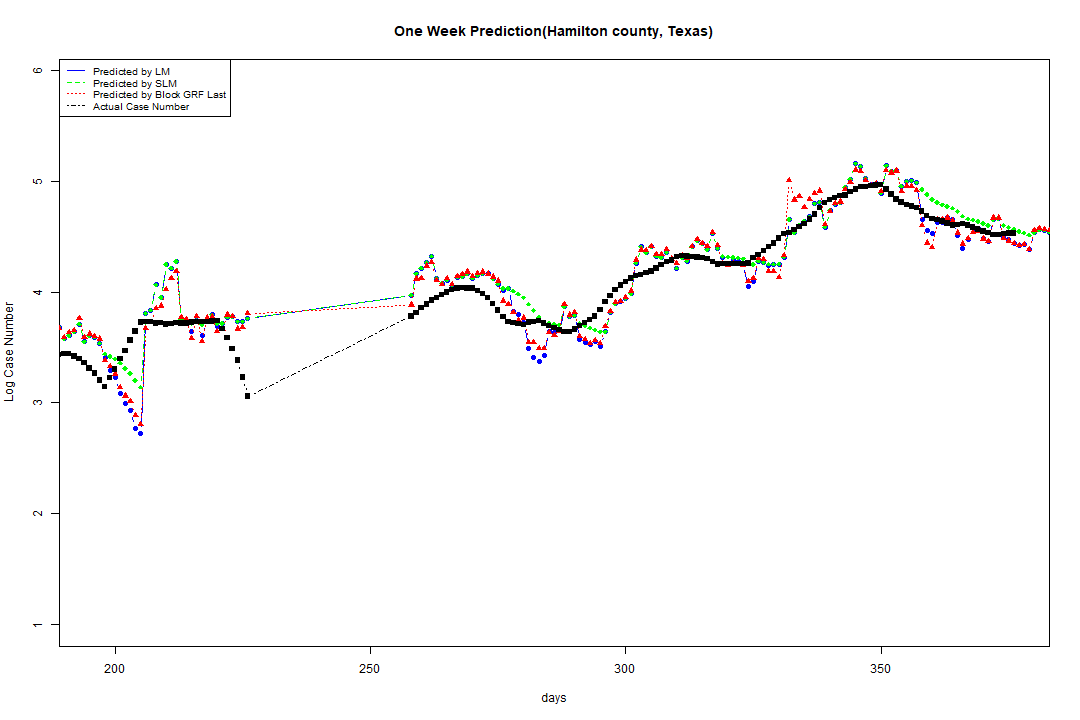 One Week Prediction(Hamilton county, Texas)
Predicted by LM
Predicted by SLM
Predicted by Block GRF Last
Actual Case Number
6
5
4
3
2
1
Log Case Number
200 250 300 350
days